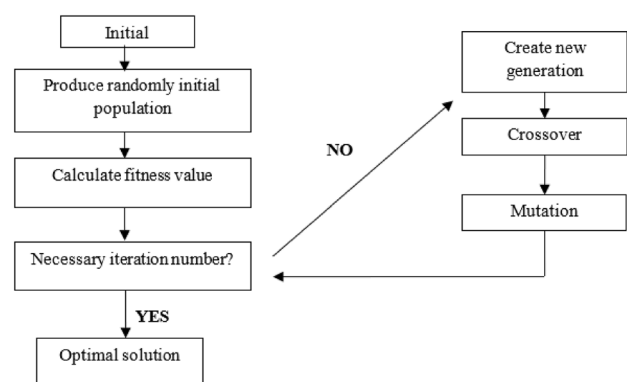 Initial
Produce randomly initial
population
Calculate fitness value
Necessary iteration number?
YES
Optimal solution
NO
Create new
generation
Crossover
Mutation